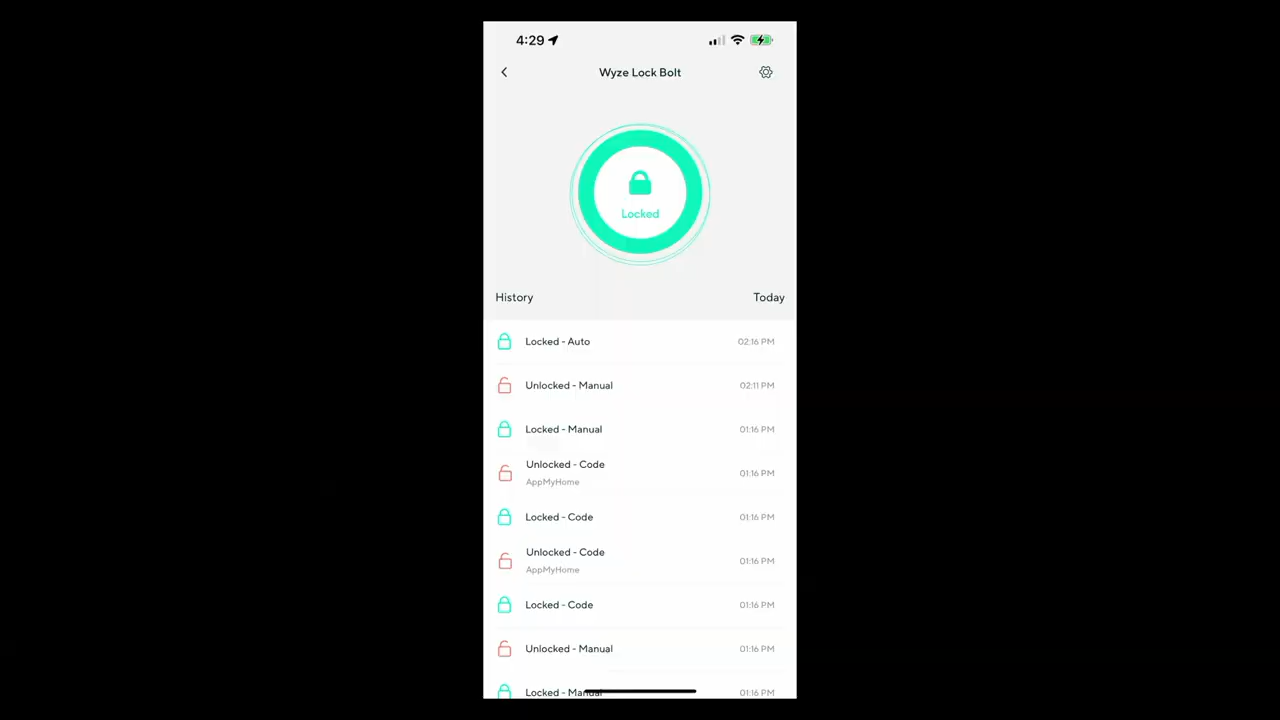 4:29
Wyze Lock Bolt
Locked
History Today
Locked - Auto 02:16 PM
Unlocked - Manual 02:11 PM
Locked - Manual 01:16 PM
Unlocked - Code 01:16 PM
AppMyHome
Locked - Code 01:16 PM
Unlocked - Code 01:16 PM
AppMyHome
Locked - Code 01:16 PM
Unlocked - Manual 01:16 PM
Locked - Manual 01:16 PM